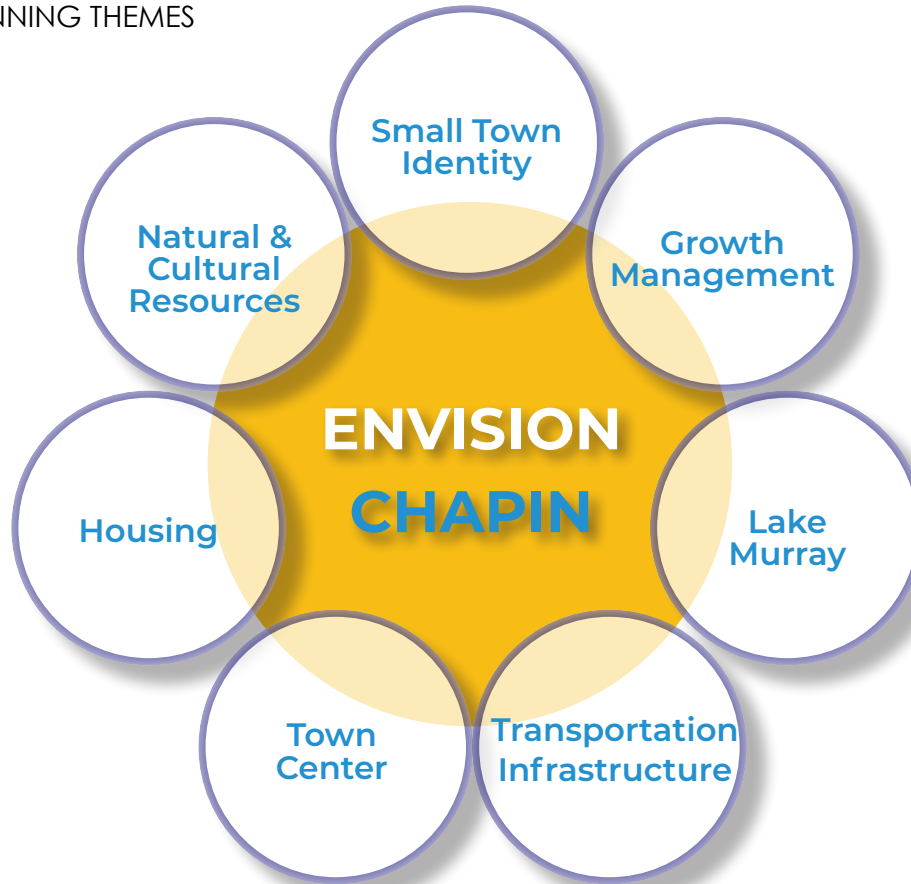 NNING THEMES
Small Town
Identity
Natural &
Cultural
Resources
Growth
Management
ENVISION
CHAPIN
Housing
Lake
Murray
Town
Center
Transportation
Infrastructure